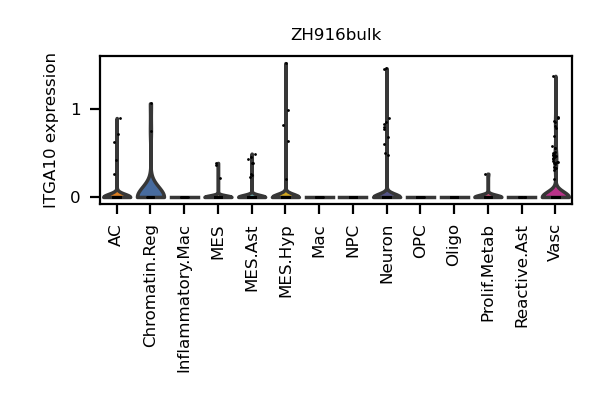 ZH916bulk
ITGA10 expression
1
0
AC
Chromatin.Reg
Inflammatory.Mac
MES
MES.Ast
MES.Hyp
Mac
NPC
Neuron
OPC
Oligo
Prolif.Metab
Reactive.Ast
Vasc